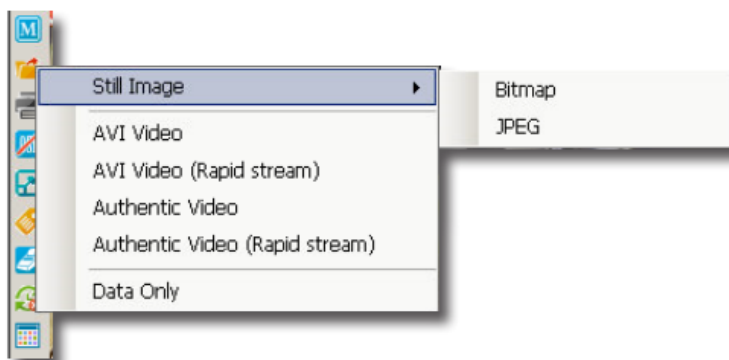 M
Still Image
Bitmap
JPEG
AVI Video
AVI Video (Rapid stream)
Authentic Video
Authentic Video (Rapid stream)
Data Only